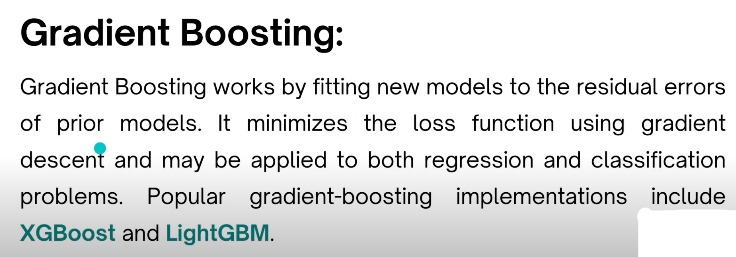 Gradient Boosting:
Gradient Boosting works by fitting new models to the residual errors
of prior models. It minimizes the loss function using gradient
descent and may be applied to both regression and classification
problems. Popular gradient-boosting implementations include
XGBoost and LightGBM.